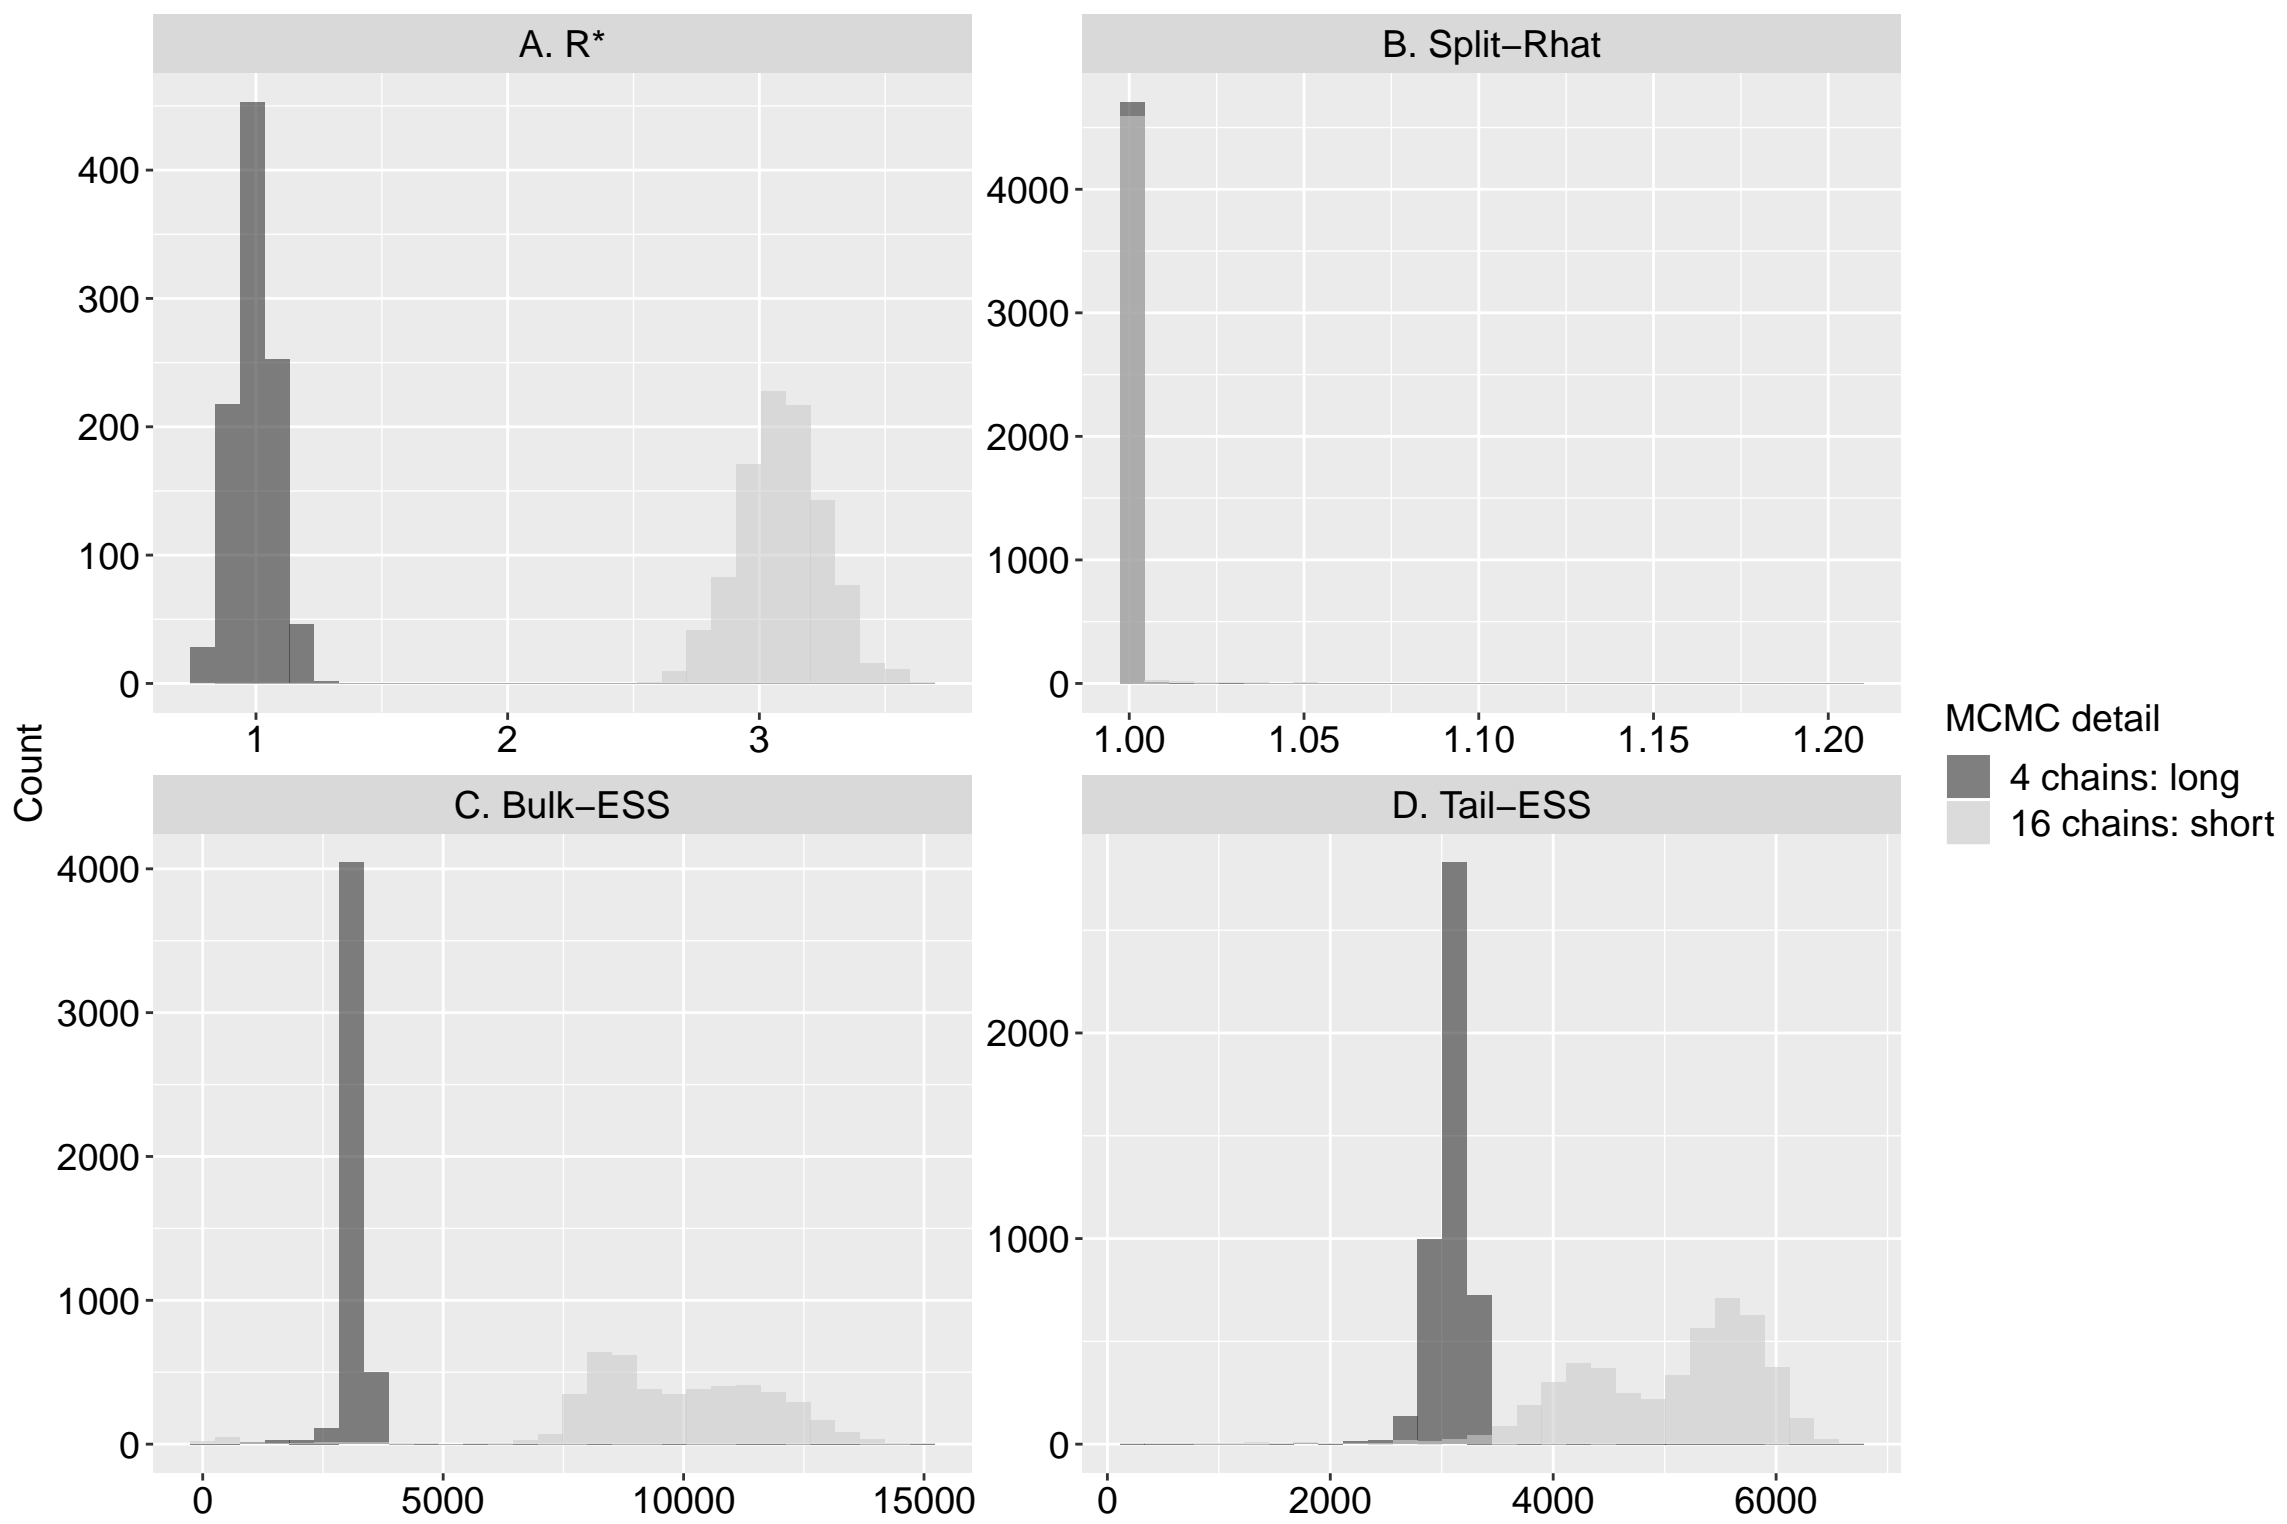 A. R*
B. Split−Rhat
400
300
200
100
0
1 2 3
4000
3000
2000
1000
0
1.00 1.05 1.10 1.15 1.20
Count
C. Bulk−ESS
D. Tail−ESS
4000
3000
2000
1000
0
0 5000 10000 15000
2000
1000
0
0 2000 4000 6000
MCMC detail
4 chains: long
16 chains: short